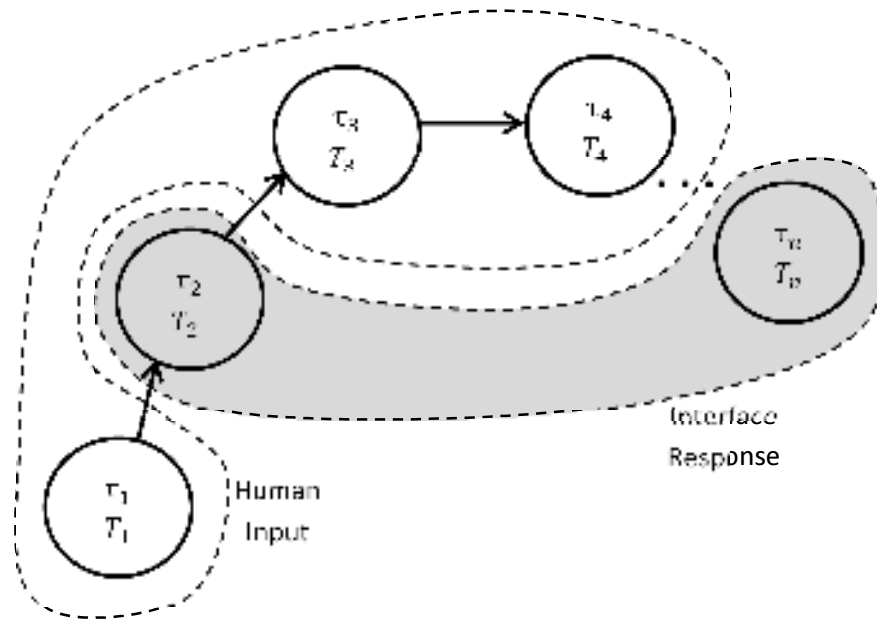 τ₃
T₃
τ₄
T₄
...
τₙ
Tₙ
τ₂
T₂
Interface
Response
τ₁
T₁
Human
Input